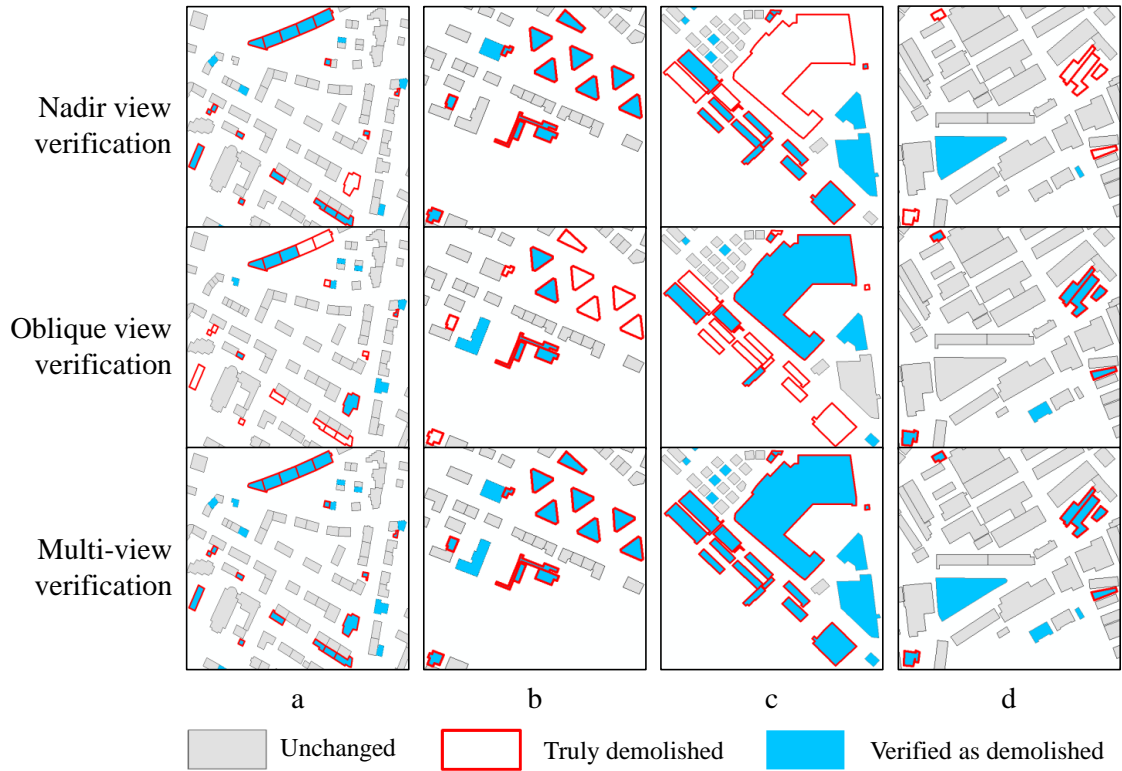 Nadir view
verification
Oblique view
verification
Multi-view
verification
a b c d
Unchanged Truly demolished Verified as demolished